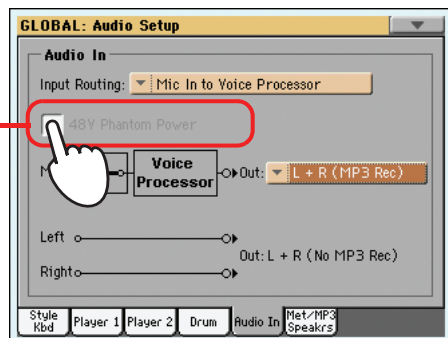 GLOBAL: Audio Setup
Audio In
Input Routing: Mic In to Voice Processor
48V Phantom Power
Voice
Processor
Out: L + R (MP3 Rec)
Left
Out: L + R (No MP3 Rec)
Right
Style Kbd
Player 1
Player 2
Drum
Audio In
Met/MP3 Speakrs